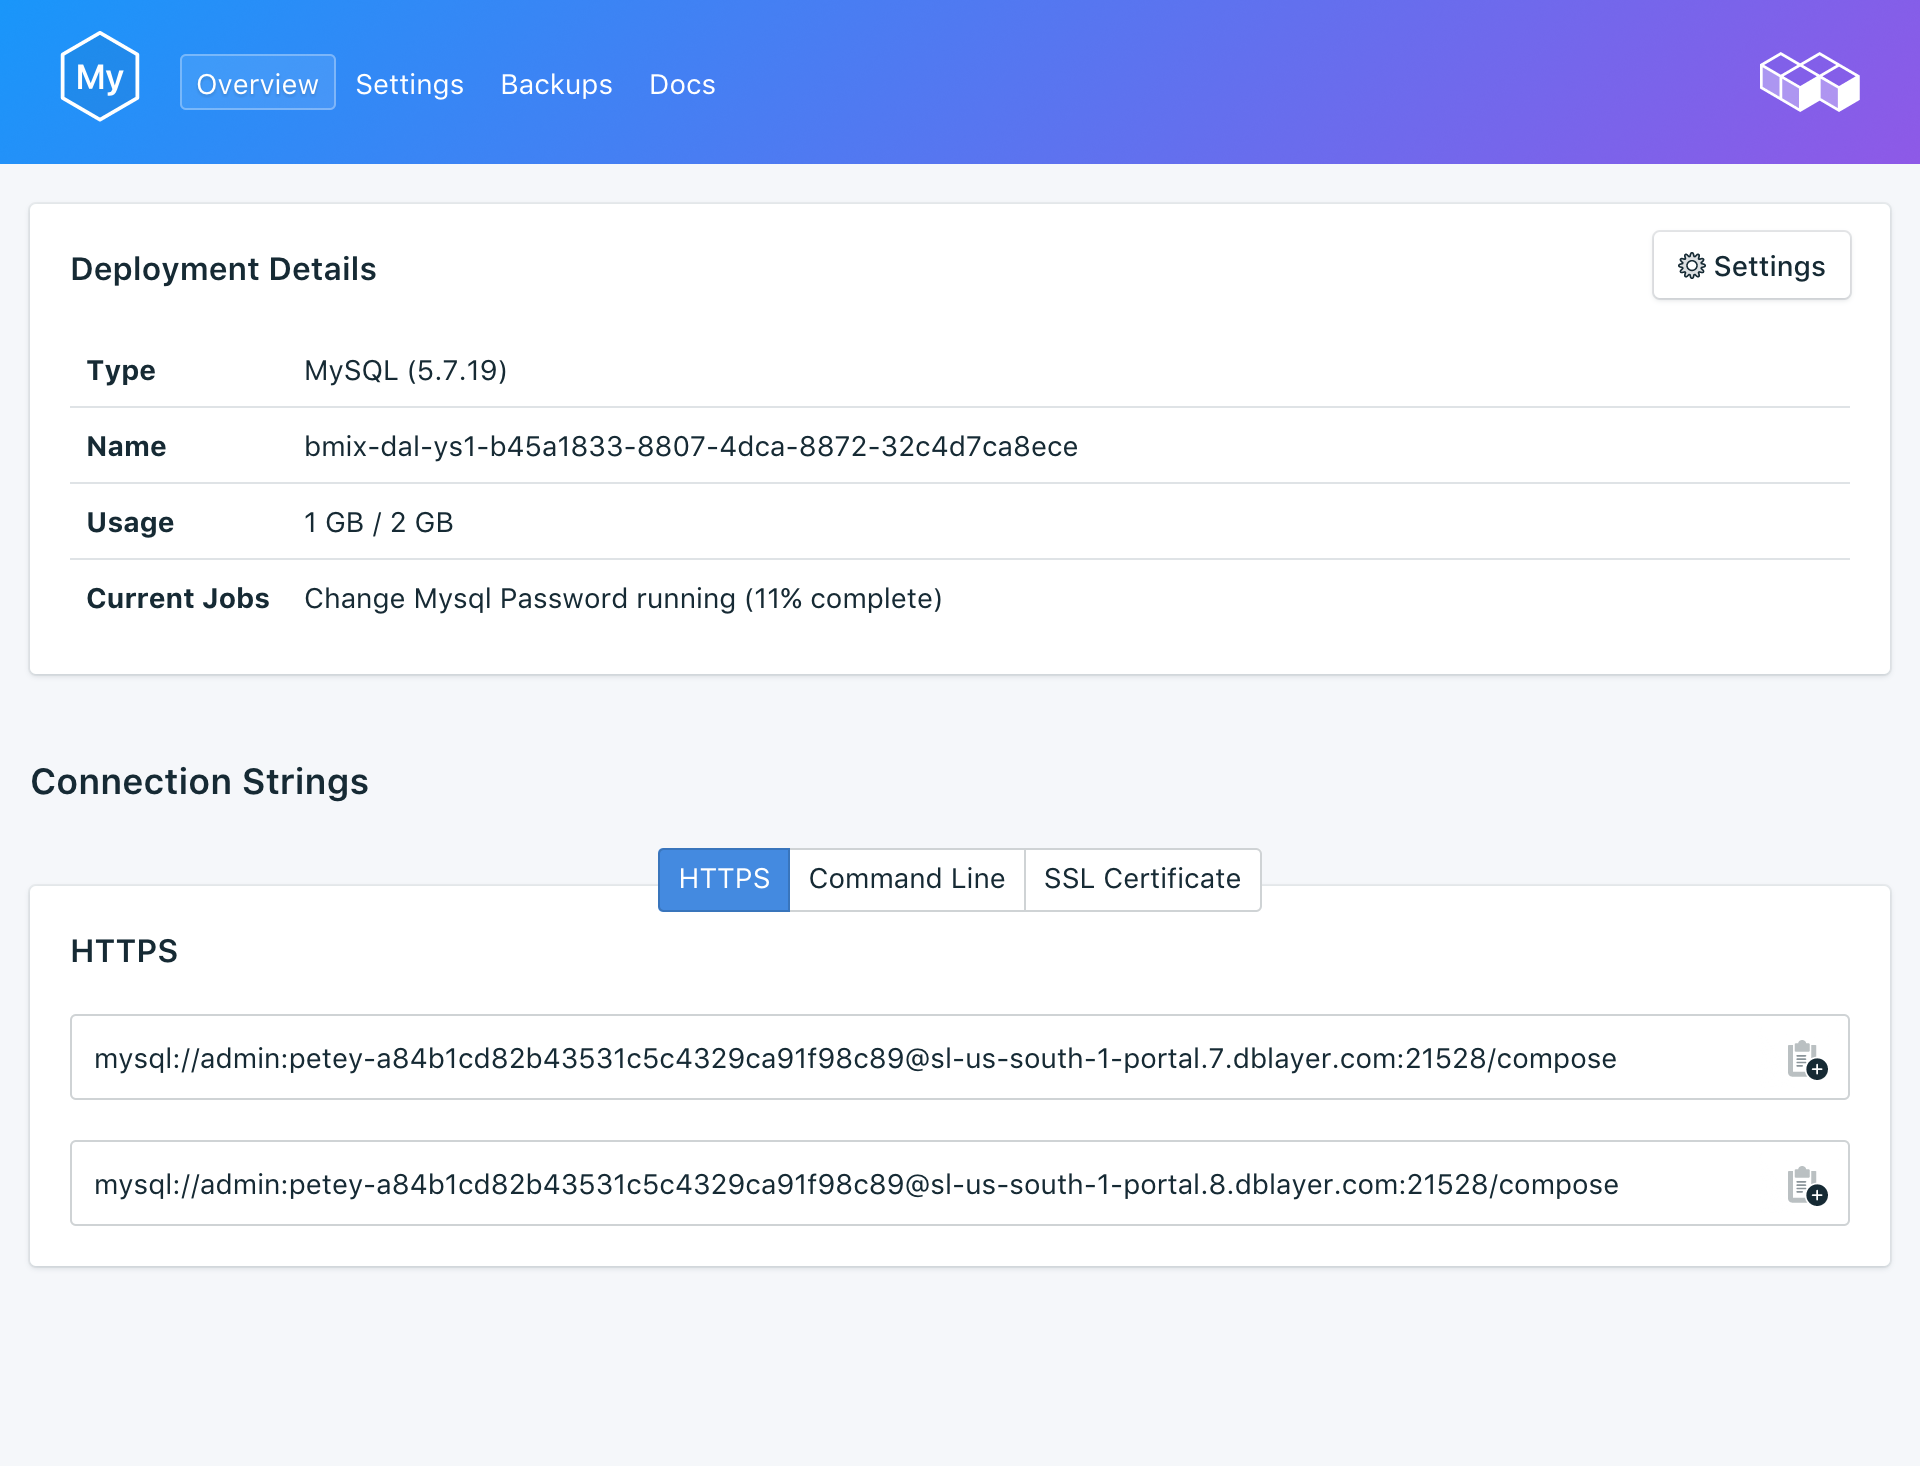 My
Overview Settings Backups Docs
Deployment Details
Settings
Type MySQL (5.7.19)
Name bmix-dal-ys1-b45a1833-8807-4dca-8872-32c4d7ca8ece
Usage 1 GB / 2 GB
Current Jobs Change Mysql Password running (11% complete)
Connection Strings
HTTPS Command Line SSL Certificate
HTTPS
mysql://admin:petey-a84b1cd82b43531c5c4329ca91f98c89@sl-us-south-1-portal.7.dblayer.com:21528/compose
mysql://admin:petey-a84b1cd82b43531c5c4329ca91f98c89@sl-us-south-1-portal.8.dblayer.com:21528/compose